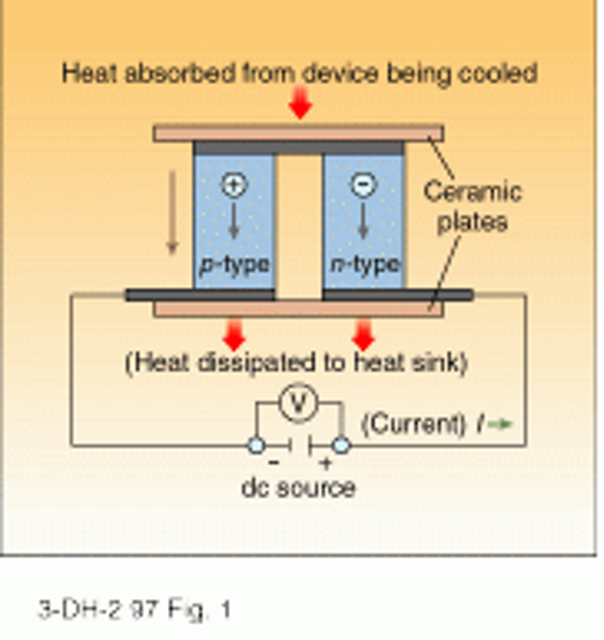 Heat absorbed from device being cooled
+ −
Ceramic
plates
p-type n-type
(Heat dissipated to heat sink)
V
(Current) I
- +
dc source
3-DH-2 97 Fig. 1